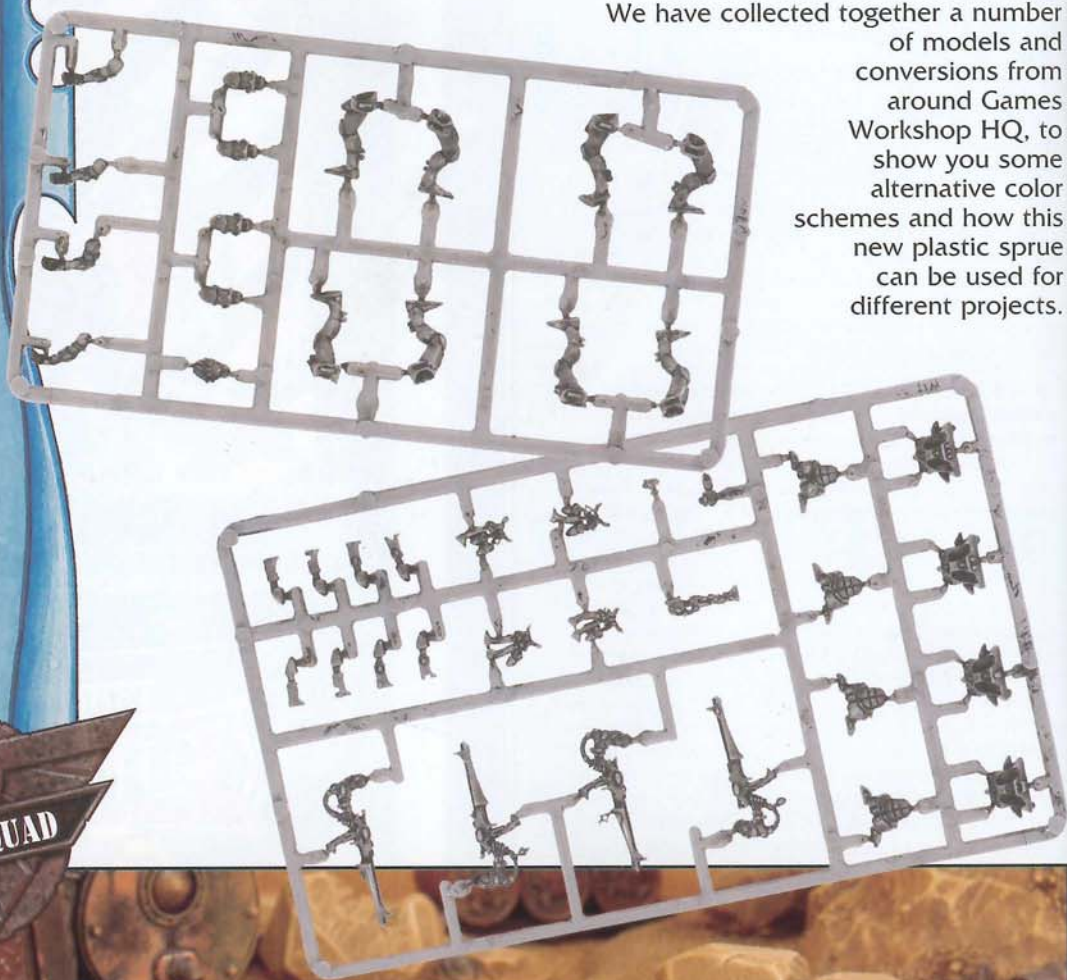 We have collected together a number
of models and
conversions from
around Games
Workshop HQ, to
show you some
alternative color
schemes and how this
new plastic sprue
can be used for
different projects.